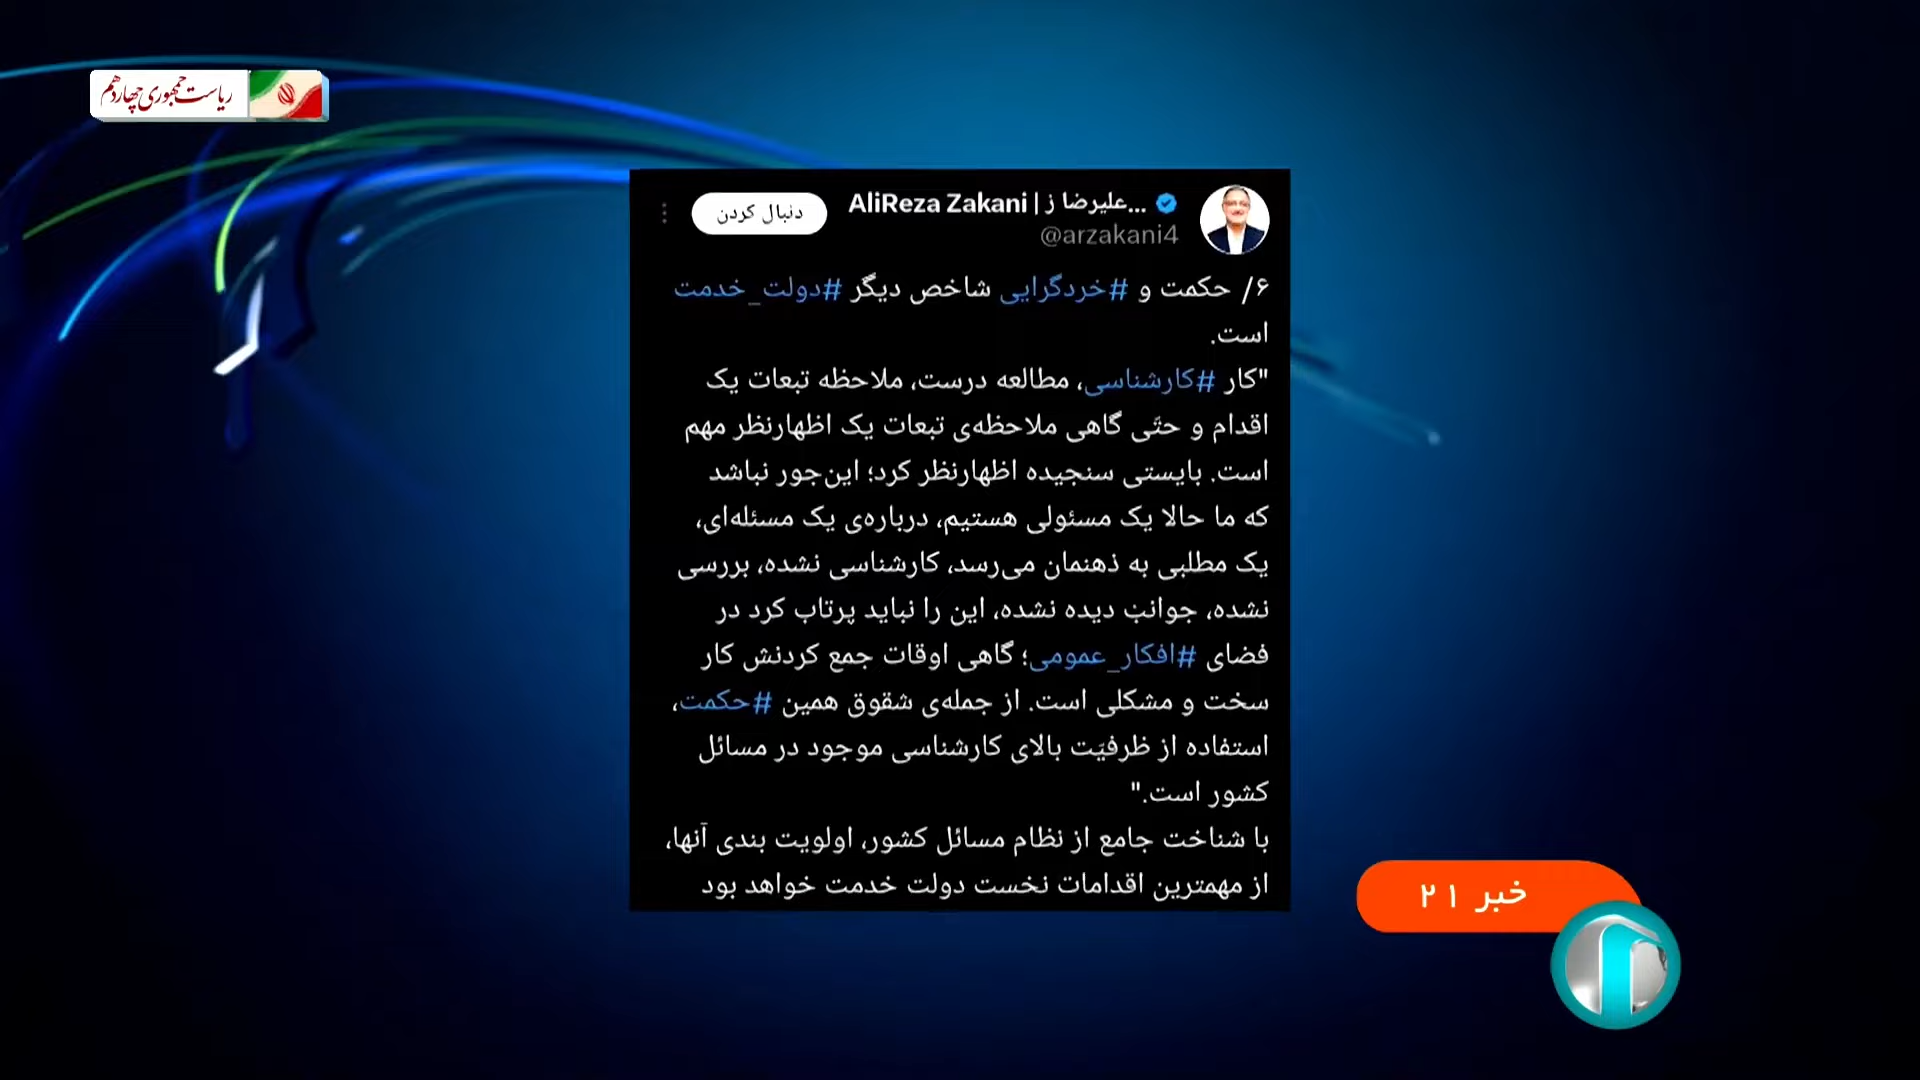 ریاست جمهوری چهاردهم
علیرضا ز... | AliReza Zakani
@arzakani4
دنبال کردن
۶/ حکمت و #خردگرایی شاخص دیگر #دولت_خدمت
است.
"کار #کارشناسی، مطالعه درست، ملاحظه تبعات یک
اقدام و حتّی گاهی ملاحظه‌ی تبعات یک اظهارنظر مهم
است. بایستی سنجیده اظهارنظر کرد؛ این‌جور نباشد
که ما حالا یک مسئولی هستیم، درباره‌ی یک مسئله‌ای،
یک مطلبی به ذهنمان می‌رسد، کارشناسی نشده، بررسی
نشده، جوانب دیده نشده، این را نباید پرتاب کرد در
فضای #افکار_عمومی؛ گاهی اوقات جمع کردنش کار
سخت و مشکلی است. از جمله‌ی شقوق همین #حکمت،
استفاده از ظرفیّت بالای کارشناسی موجود در مسائل
کشور است."
با شناخت جامع از نظام مسائل کشور، اولویت بندی آنها،
از مهمترین اقدامات نخست دولت خدمت خواهد بود
خبر ۲۱